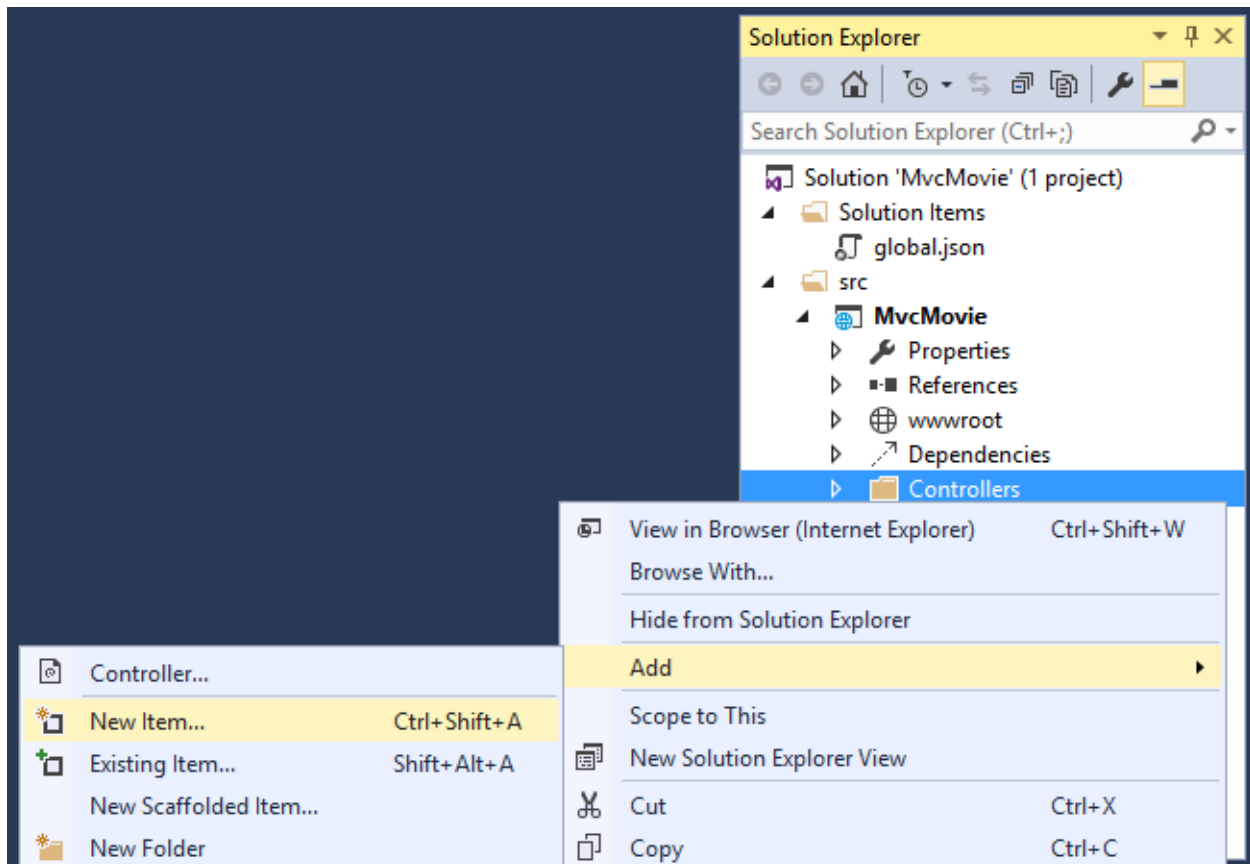 Solution Explorer
Search Solution Explorer (Ctrl+;)
Solution 'MvcMovie' (1 project)
Solution Items
global.json
src
MvcMovie
Properties
References
wwwroot
Dependencies
Controllers
View in Browser (Internet Explorer) Ctrl+Shift+W
Browse With...
Hide from Solution Explorer
Add
Scope to This
New Solution Explorer View
Cut Ctrl+X
Copy Ctrl+C
Controller...
New Item... Ctrl+Shift+A
Existing Item... Shift+Alt+A
New Scaffolded Item...
New Folder